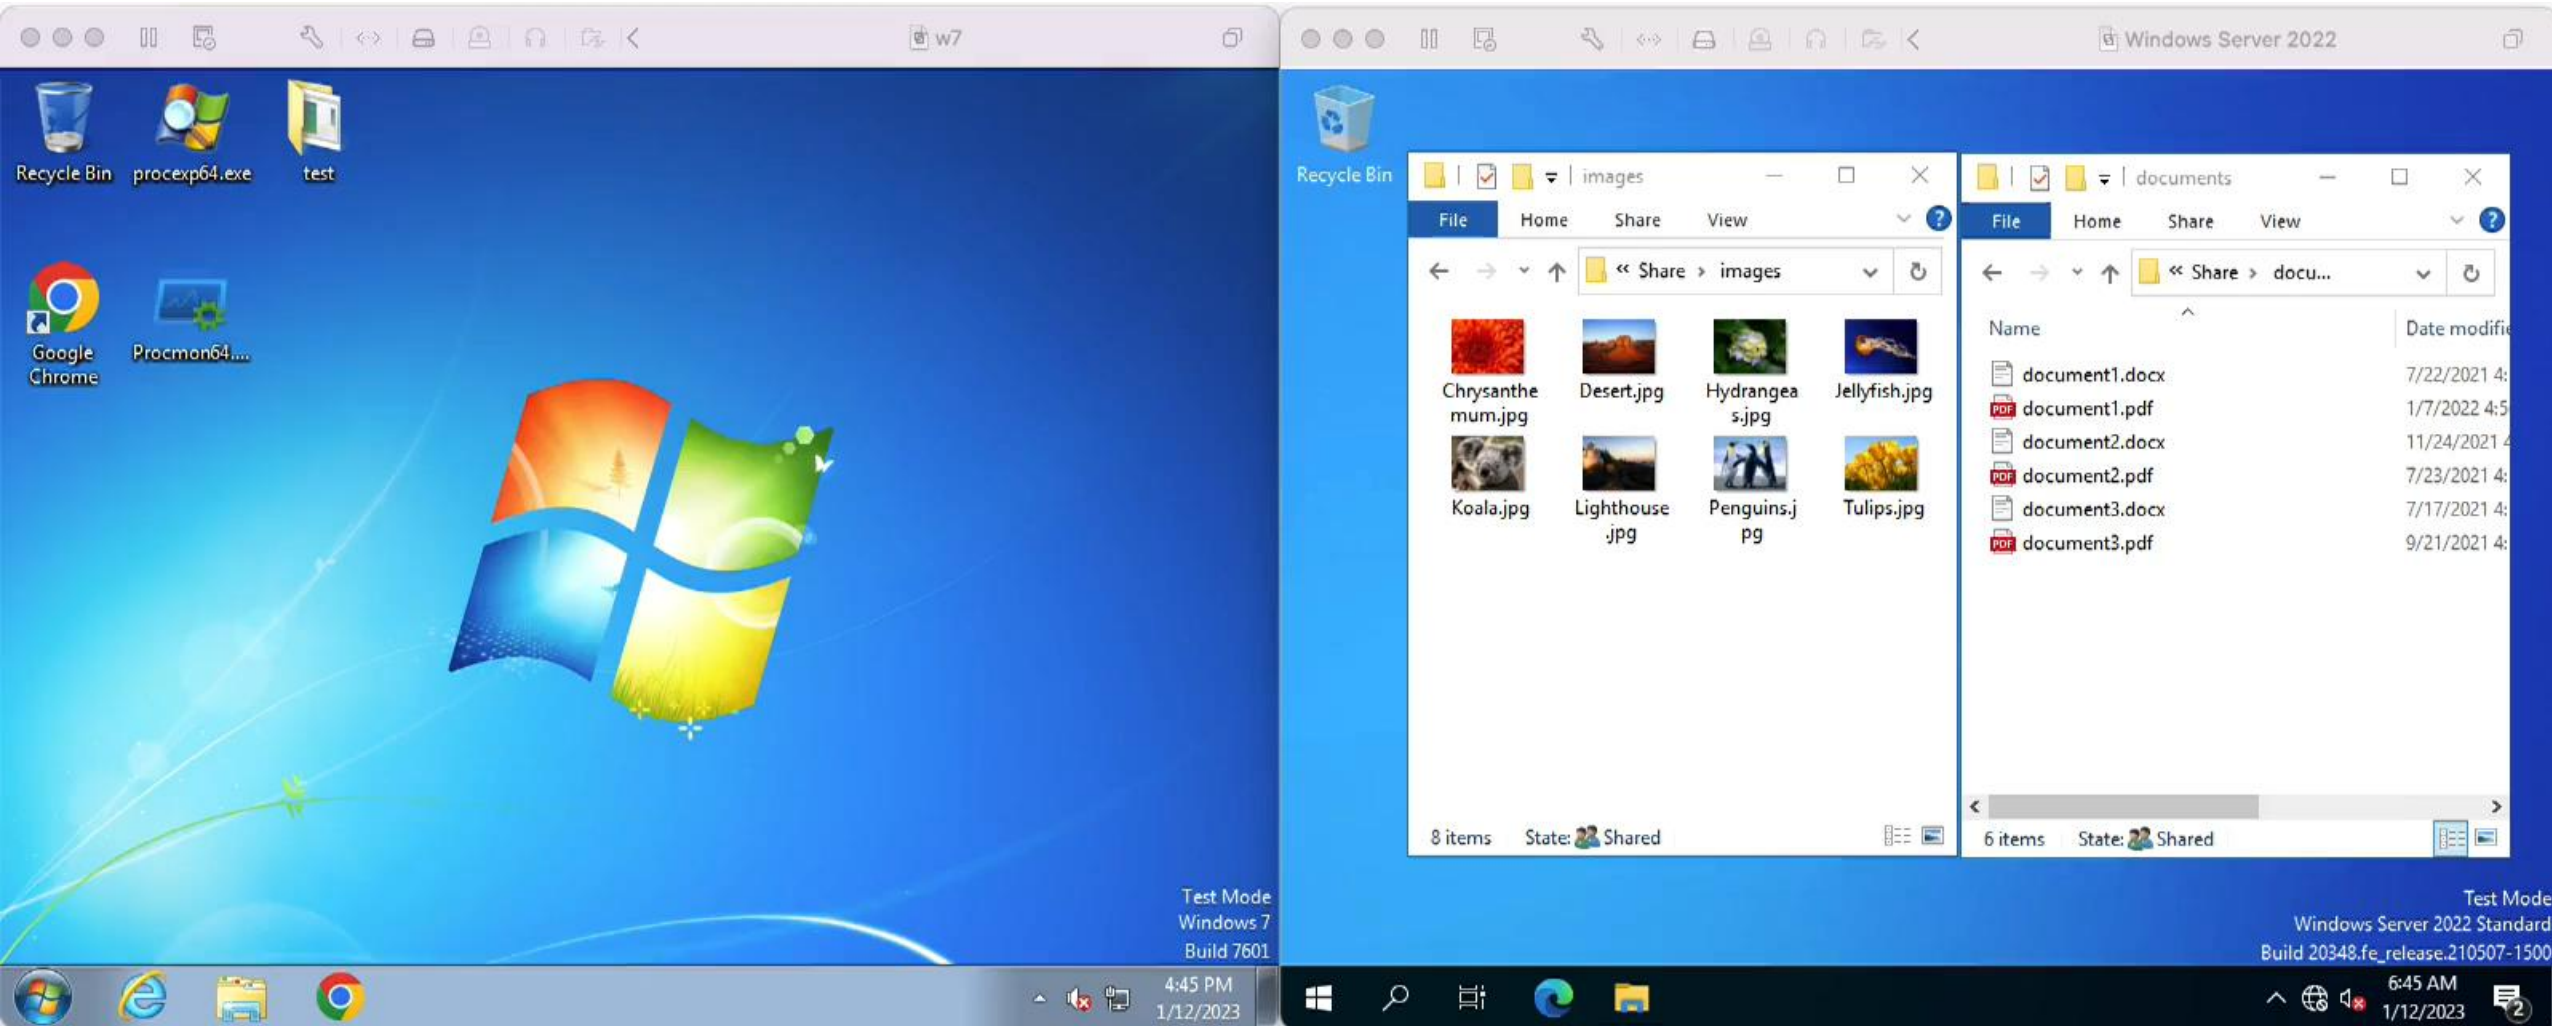 w7
Recycle Bin
procexp64.exe
test
Google
Chrome
Procmon64....
Test Mode
Windows 7
Build 7601
4:45 PM
1/12/2023
Windows Server 2022
Recycle Bin
images
File Home Share View
« Share › images
Chrysanthe
mum.jpg
Desert.jpg
Hydrangea
s.jpg
Jellyfish.jpg
Koala.jpg
Lighthouse
.jpg
Penguins.j
pg
Tulips.jpg
8 items State: Shared
documents
File Home Share View
« Share › docu...
Name Date modifie
document1.docx 7/22/2021 4:
PDF document1.pdf 1/7/2022 4:5
document2.docx 11/24/2021 4
PDF document2.pdf 7/23/2021 4:
document3.docx 7/17/2021 4:
PDF document3.pdf 9/21/2021 4:
6 items State: Shared
Test Mode
Windows Server 2022 Standard
Build 20348.fe_release.210507-1500
6:45 AM
1/12/2023
2